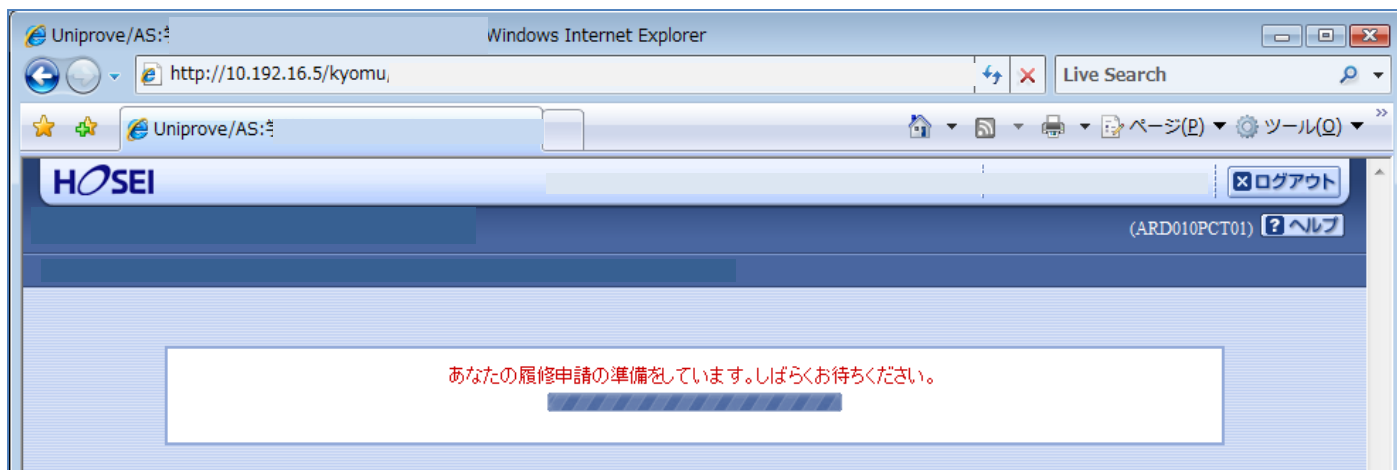 Uniprove/AS: Windows Internet Explorer
http://10.192.16.5/kyomu/
Live Search
Uniprove/AS:
ページ(P)
ツール(O)
HOSEI
ログアウト
(ARD010PCT01)
? ヘルプ
あなたの履修申請の準備をしています。しばらくお待ちください。